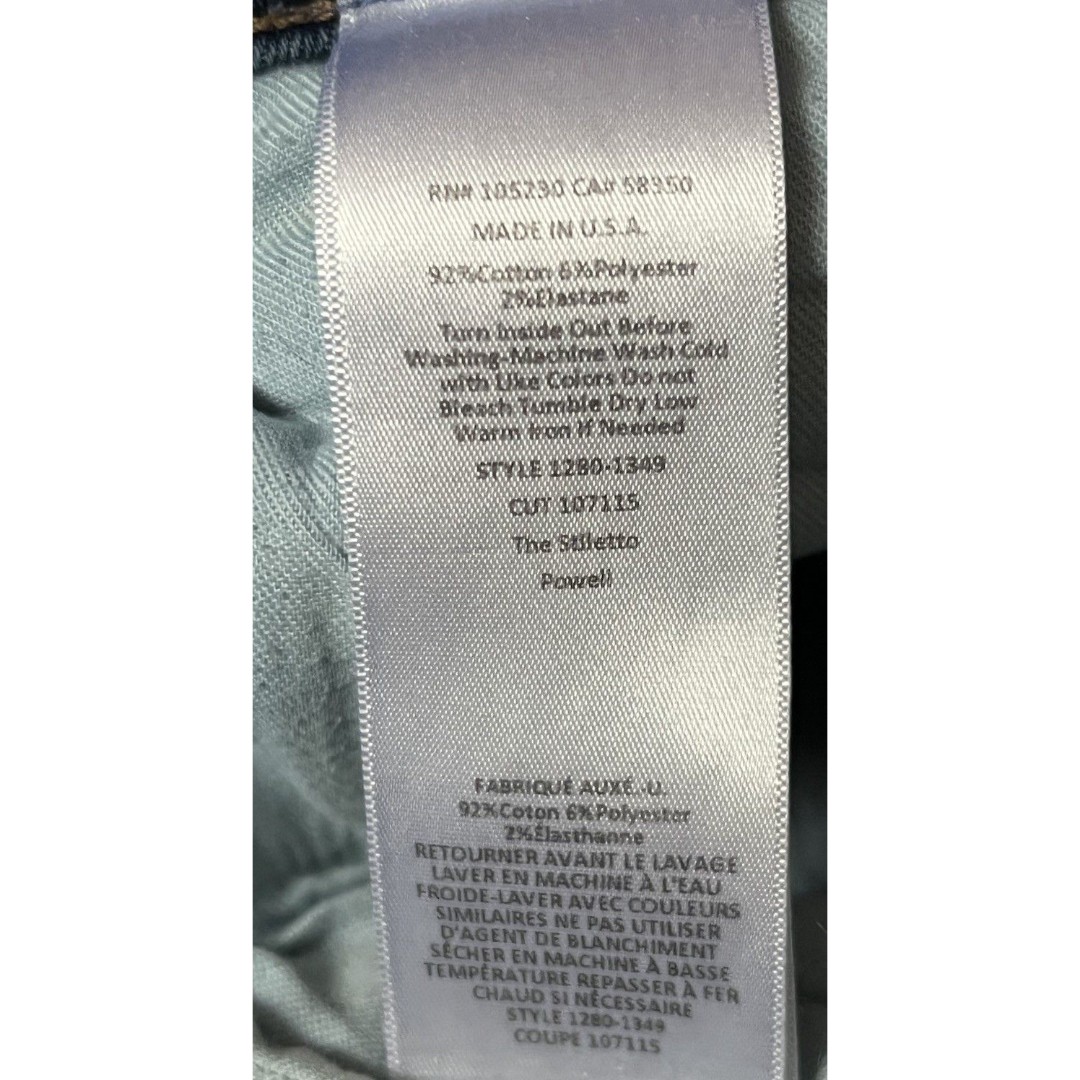 RN# 105230 CA# 58350
MADE IN U.S.A.
92%Cotton 6%Polyester
2%Elastane
Turn Inside Out Before
Washing-Machine Wash Cold
with Like Colors Do not
Bleach Tumble Dry Low
Warm Iron If Needed
STYLE 1280-1349
CUT 107115
The Stiletto
Powell
FABRIQUÉ AUXÉ.-U.
92%Coton 6%Polyester
2%Élasthanne
RETOURNER AVANT LE LAVAGE
LAVER EN MACHINE À L'EAU
FROIDE-LAVER AVEC COULEURS
SIMILAIRES NE PAS UTILISER
D'AGENT DE BLANCHIMENT
SÉCHER EN MACHINE À BASSE
TEMPÉRATURE REPASSER À FER
CHAUD SI NÉCESSAIRE
STYLE 1280-1349
COUPE 107115